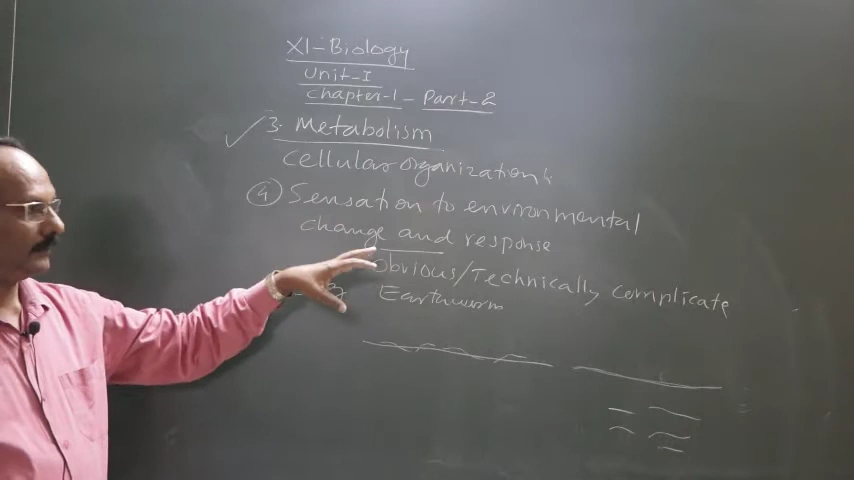 XI-Biology
Unit-I
Chapter-1 - Part-2
3. Metabolism
Cellular organization
④ Sensation to environmental
change and response
Obvious/Technically complicate
Earthworm